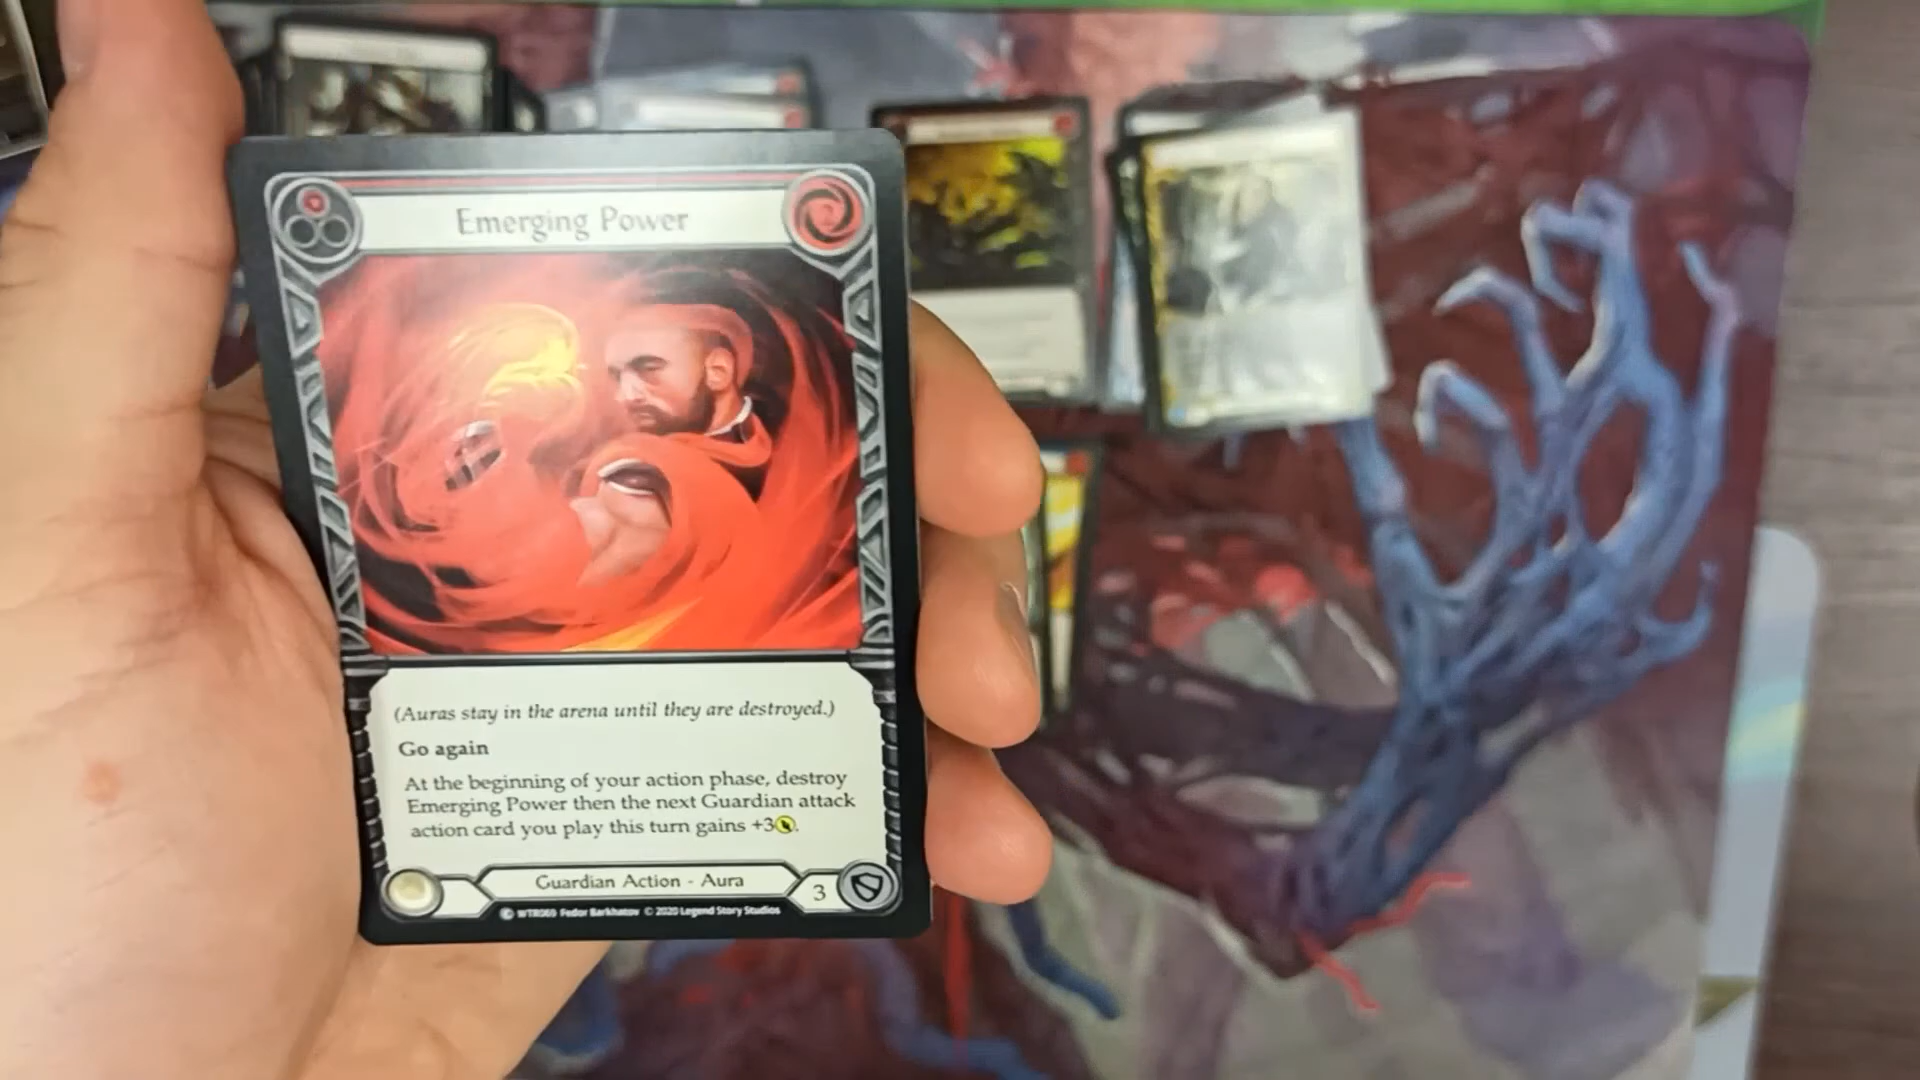 Emerging Power
(Auras stay in the arena until they are destroyed.)
Go again
At the beginning of your action phase, destroy
Emerging Power then the next Guardian attack
action card you play this turn gains +3
Guardian Action - Aura
3
C WTR069 Fedor Barkhatov © 2020 Legend Story Studios